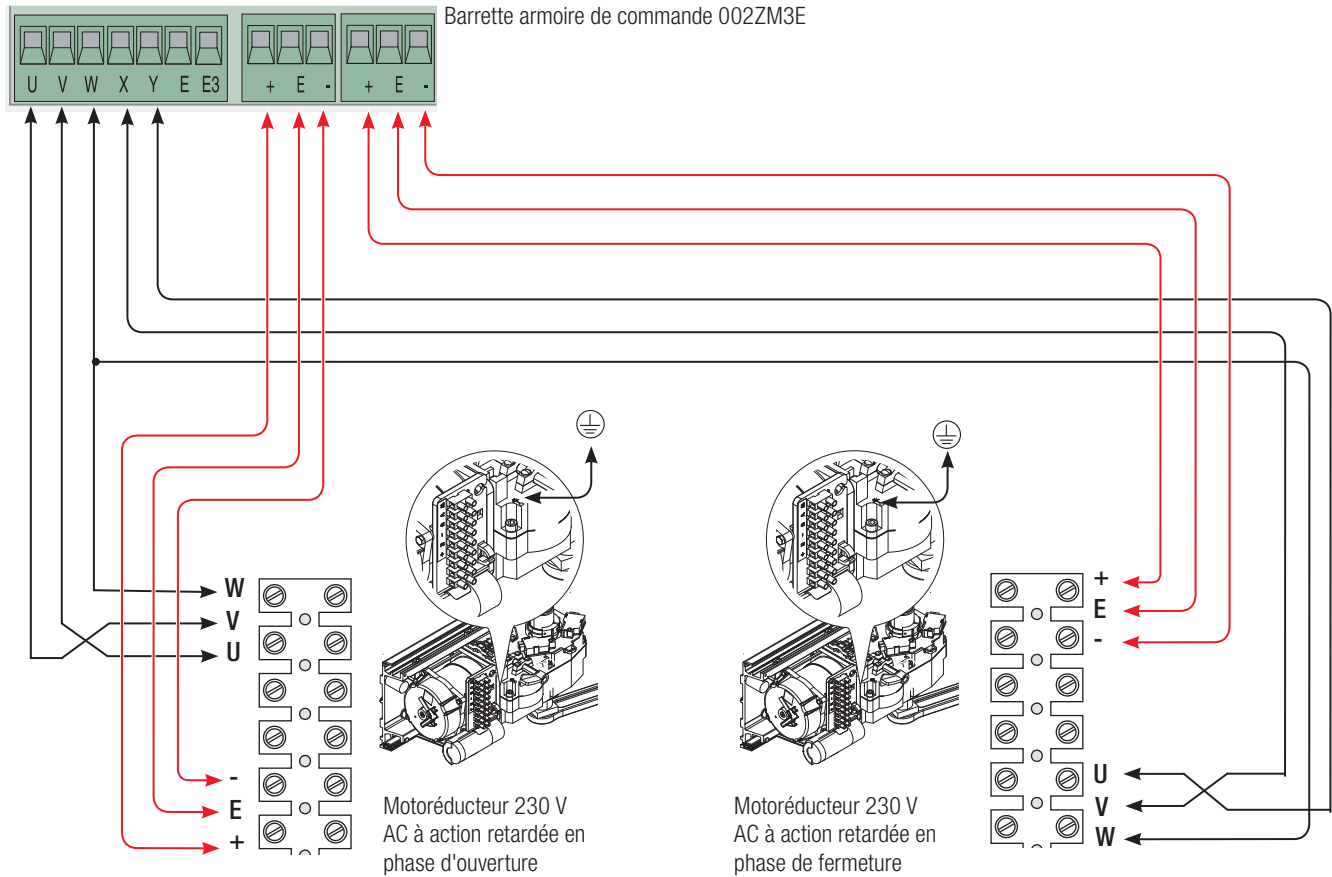 Barrette armoire de commande 002ZM3E
U V W X Y E E3 + E - + E -
W
V
U
-
E
+
+
E
-
U
V
W
Motoréducteur 230 V
AC à action retardée en
phase d'ouverture
Motoréducteur 230 V
AC à action retardée en
phase de fermeture